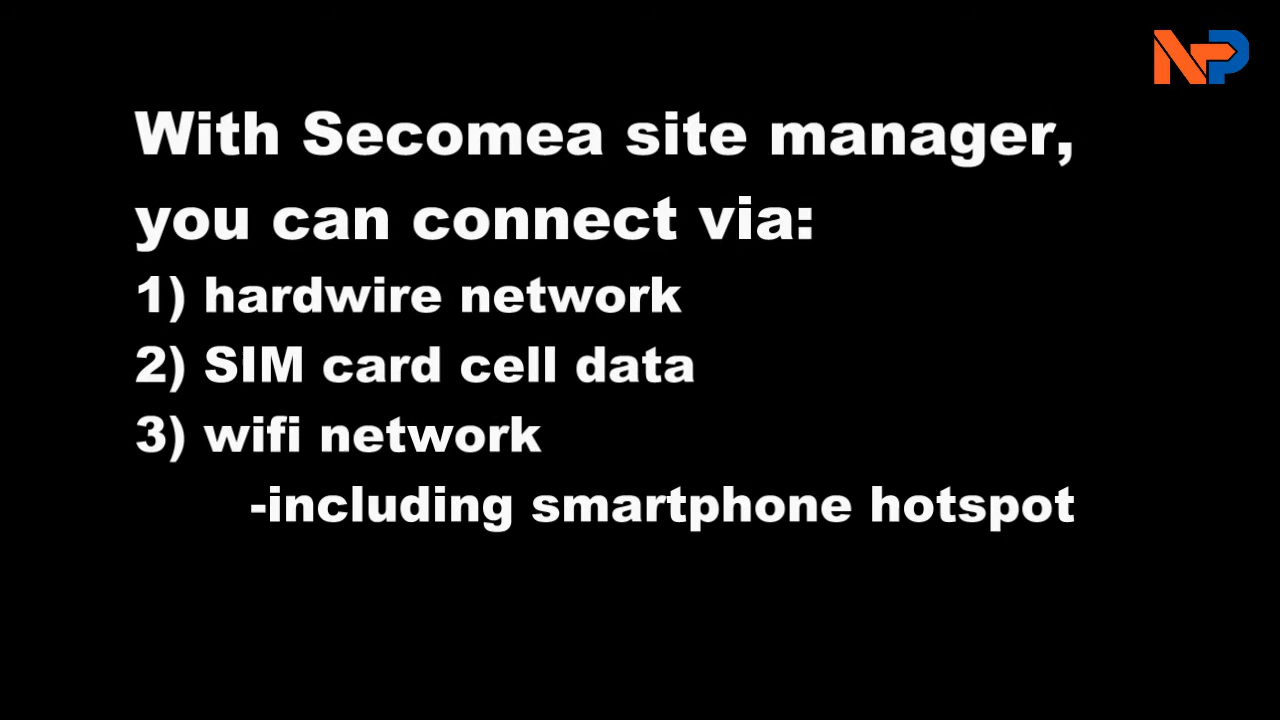 NP
With Secomea site manager,
you can connect via:
1) hardwire network
2) SIM card cell data
3) wifi network
-including smartphone hotspot